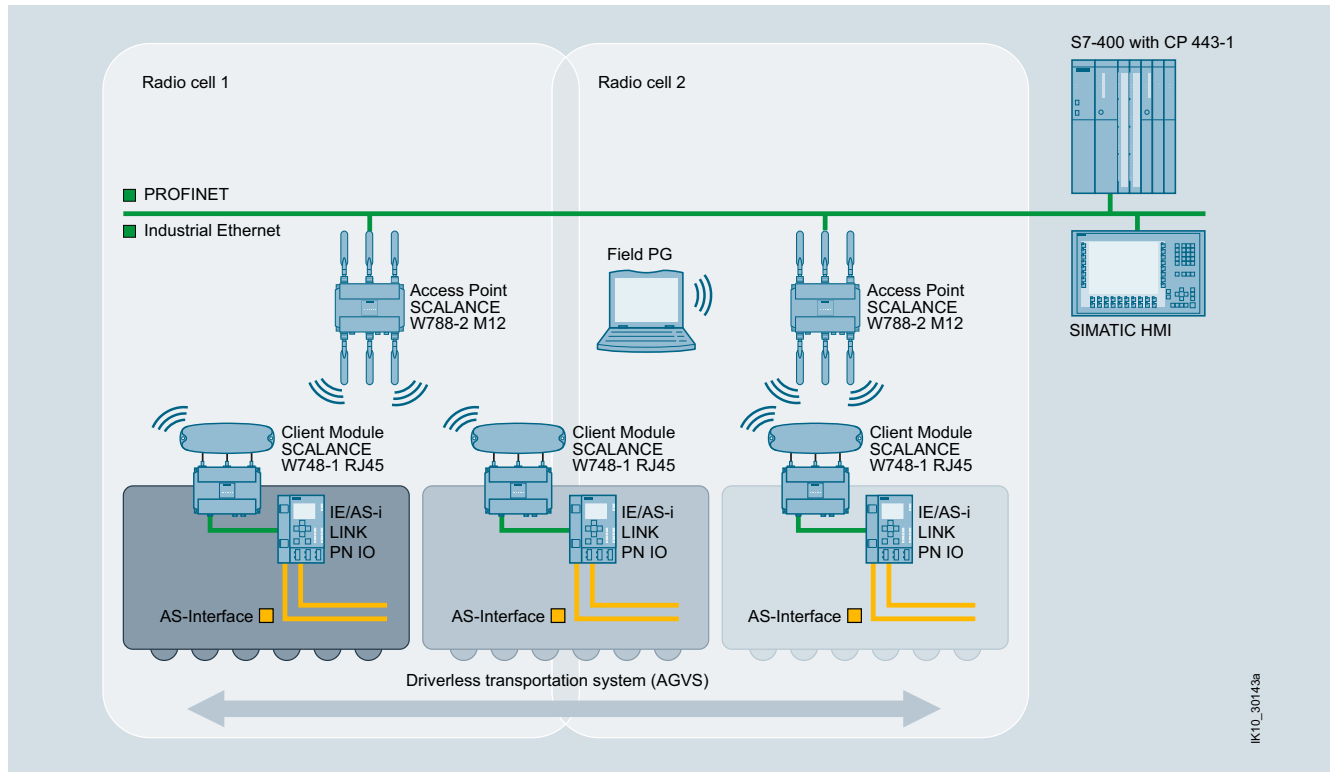 S7-400 with CP 443-1
Radio cell 1
Radio cell 2
PROFINET
Industrial Ethernet
Field PG
Access Point
SCALANCE
W788-2 M12
Access Point
SCALANCE
W788-2 M12
SIMATIC HMI
Client Module
SCALANCE
W748-1 RJ45
Client Module
SCALANCE
W748-1 RJ45
Client Module
SCALANCE
W748-1 RJ45
IE/AS-i
LINK
PN IO
IE/AS-i
LINK
PN IO
IE/AS-i
LINK
PN IO
AS-Interface
AS-Interface
AS-Interface
Driverless transportation system (AGVS)
IK10_30143a